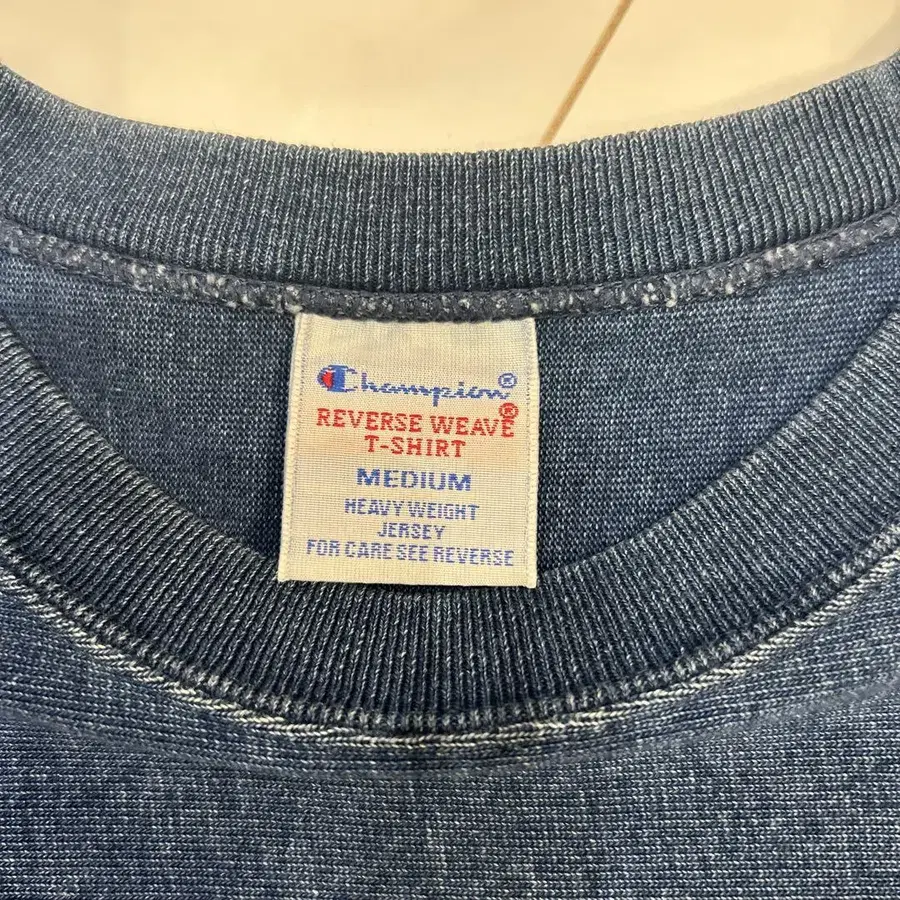 Champion®
REVERSE WEAVE®
T-SHIRT
MEDIUM
HEAVY WEIGHT
JERSEY
FOR CARE SEE REVERSE